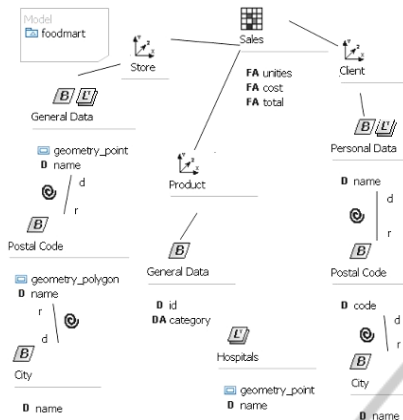 Model
foodmart
Sales
FA unities
FA cost
FA total
Store
Client
B L'
General Data
geometry_point
D name
d
r
B
Postal Code
geometry_polygon
D name
r
d
B
City
D name
Product
B
General Data
D id
DA category
L'
Hospitals
geometry_point
D name
B L'
Personal Data
D name
d
r
B
Postal Code
D code
d
r
B
City
D name